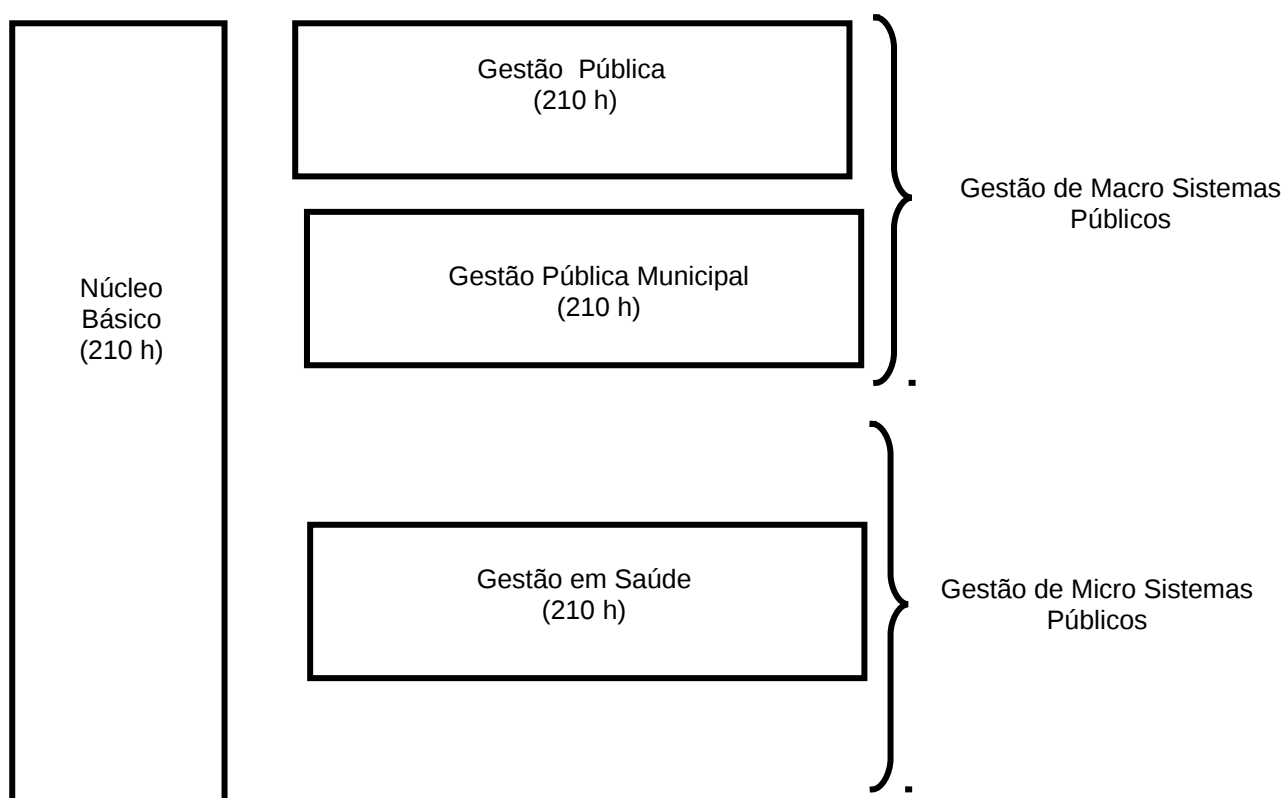 Núcleo
Básico
(210 h)
Gestão Pública
(210 h)
Gestão Pública Municipal
(210 h)
Gestão de Macro Sistemas
Públicos
Gestão em Saúde
(210 h)
Gestão de Micro Sistemas
Públicos